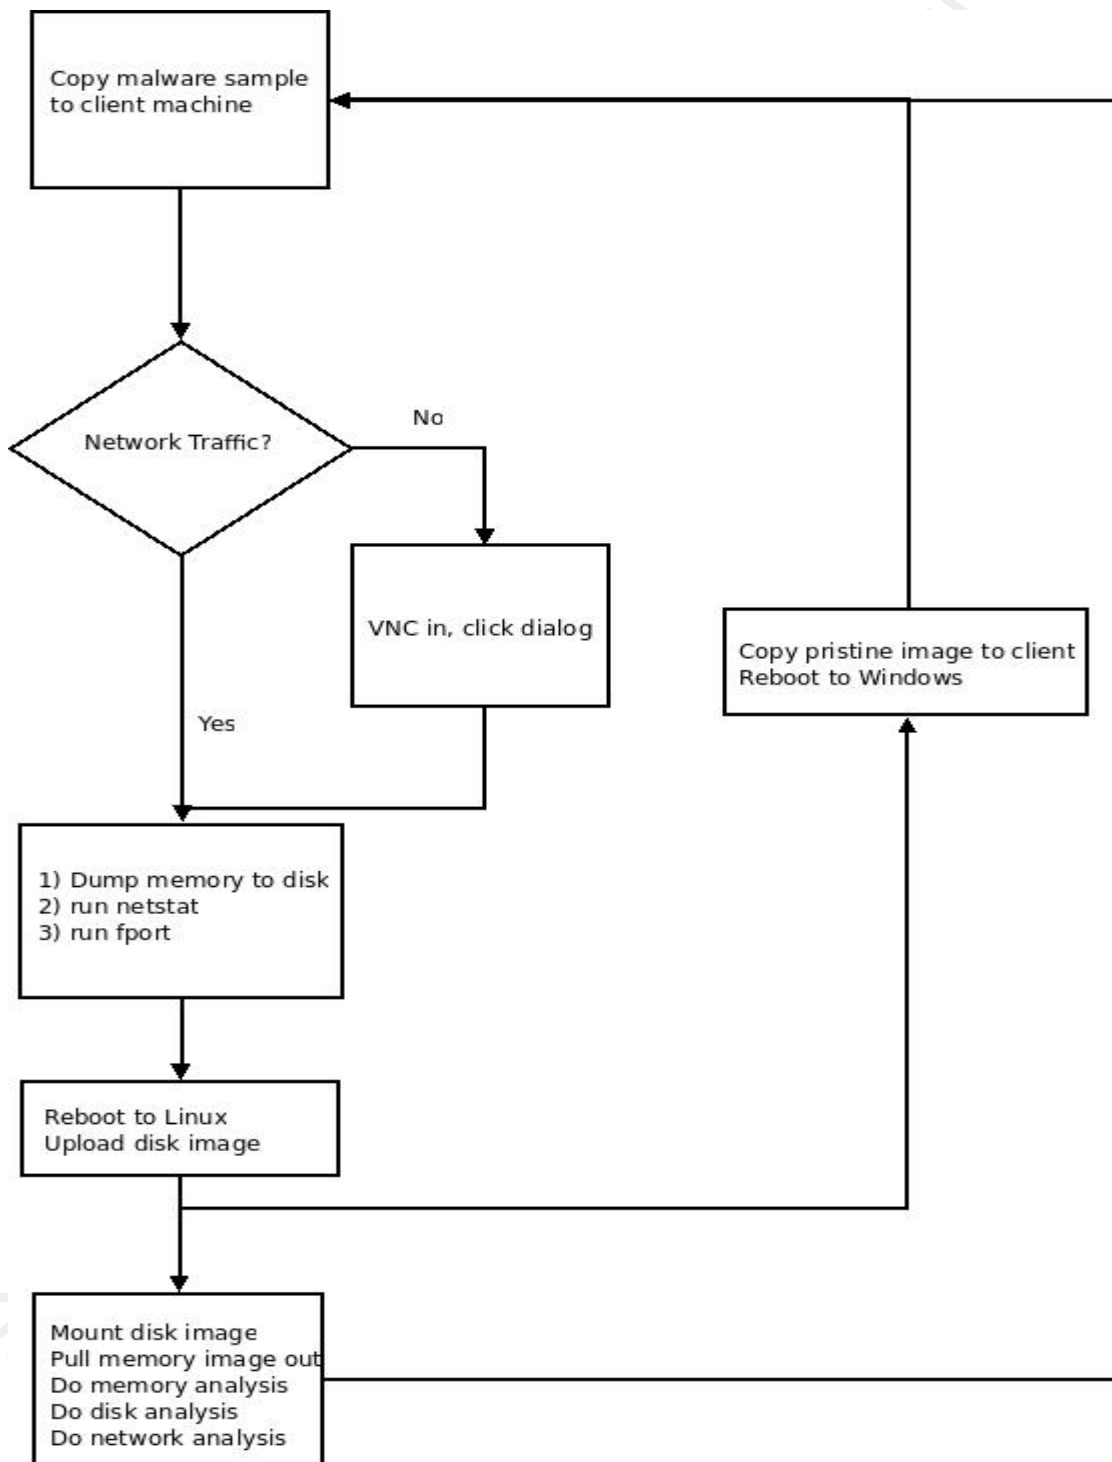 Copy malware sample
to client machine
Network Traffic?
No
VNC in, click dialog
Copy pristine image to client
Reboot to Windows
Yes
1) Dump memory to disk
2) run netstat
3) run fport
Reboot to Linux
Upload disk image
Mount disk image
Pull memory image out
Do memory analysis
Do disk analysis
Do network analysis